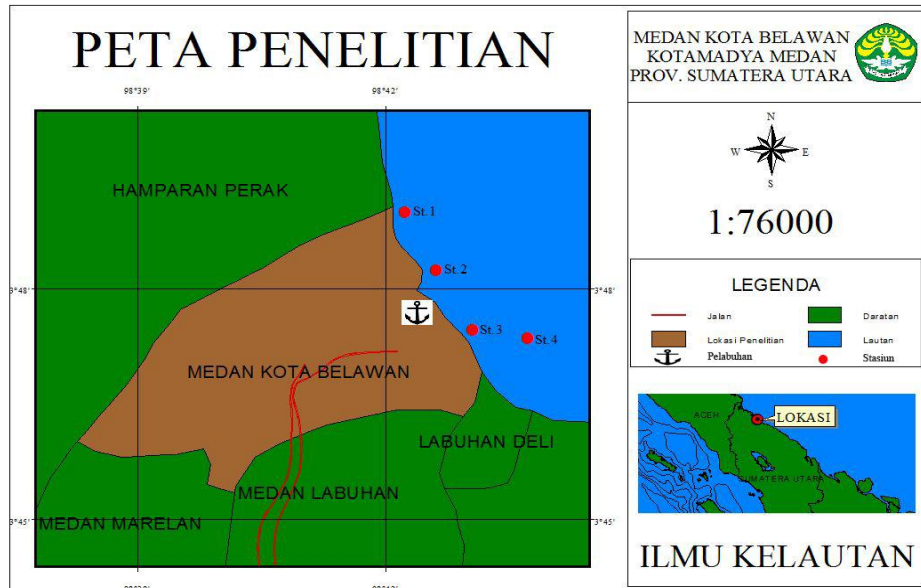 PETA PENELITIAN
98°39'
98°42'
HAMPARAN PERAK
St.1
St.2
3°48'
3°48'
St.3
St.4
MEDAN KOTA BELAWAN
LABUHAN DELI
MEDAN LABUHAN
MEDAN MARELAN
3°45'
3°45'
MEDAN KOTA BELAWAN
KOTAMADYA MEDAN
PROV. SUMATERA UTARA
N
W
E
S
1:76000
LEGENDA
Jalan
Daratan
Lokasi Penelitian
Lautan
Pelabuhan
Stasiun
ACEH
LOKASI
SUMATERA UTARA
ILMU KELAUTAN